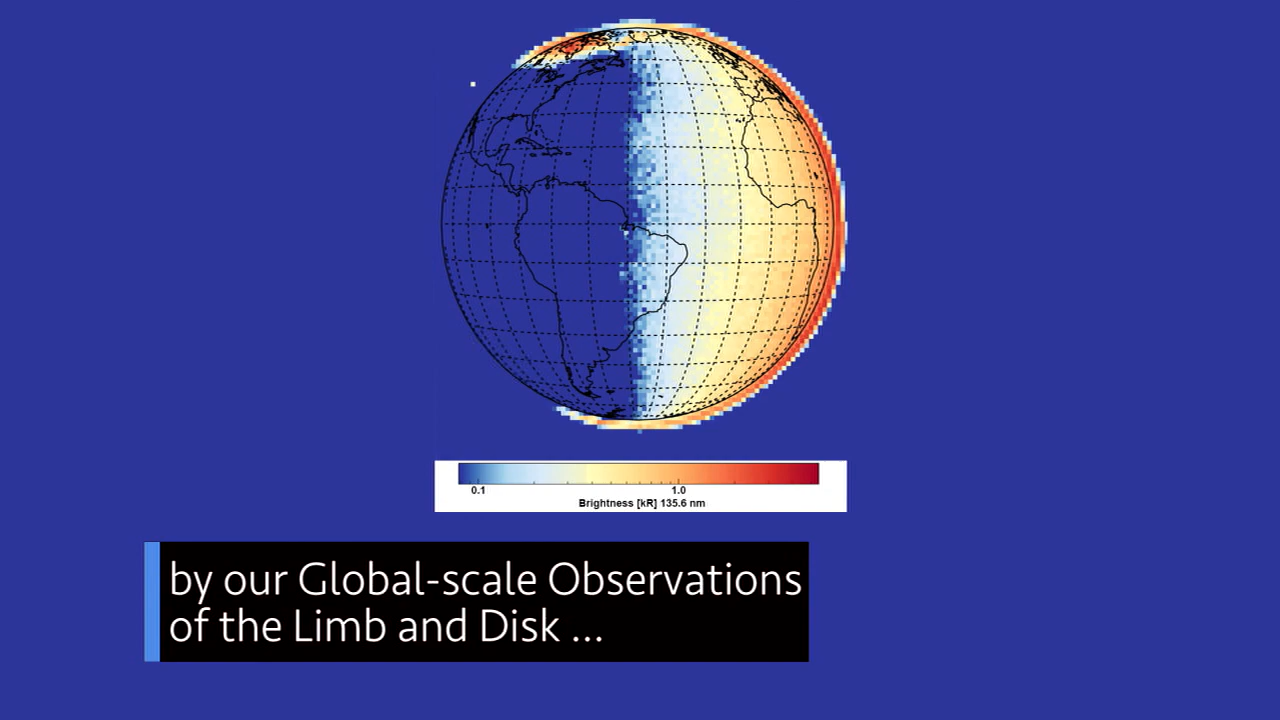 0.1 1.0
Brightness [kR] 135.6 nm
by our Global-scale Observations
of the Limb and Disk ...